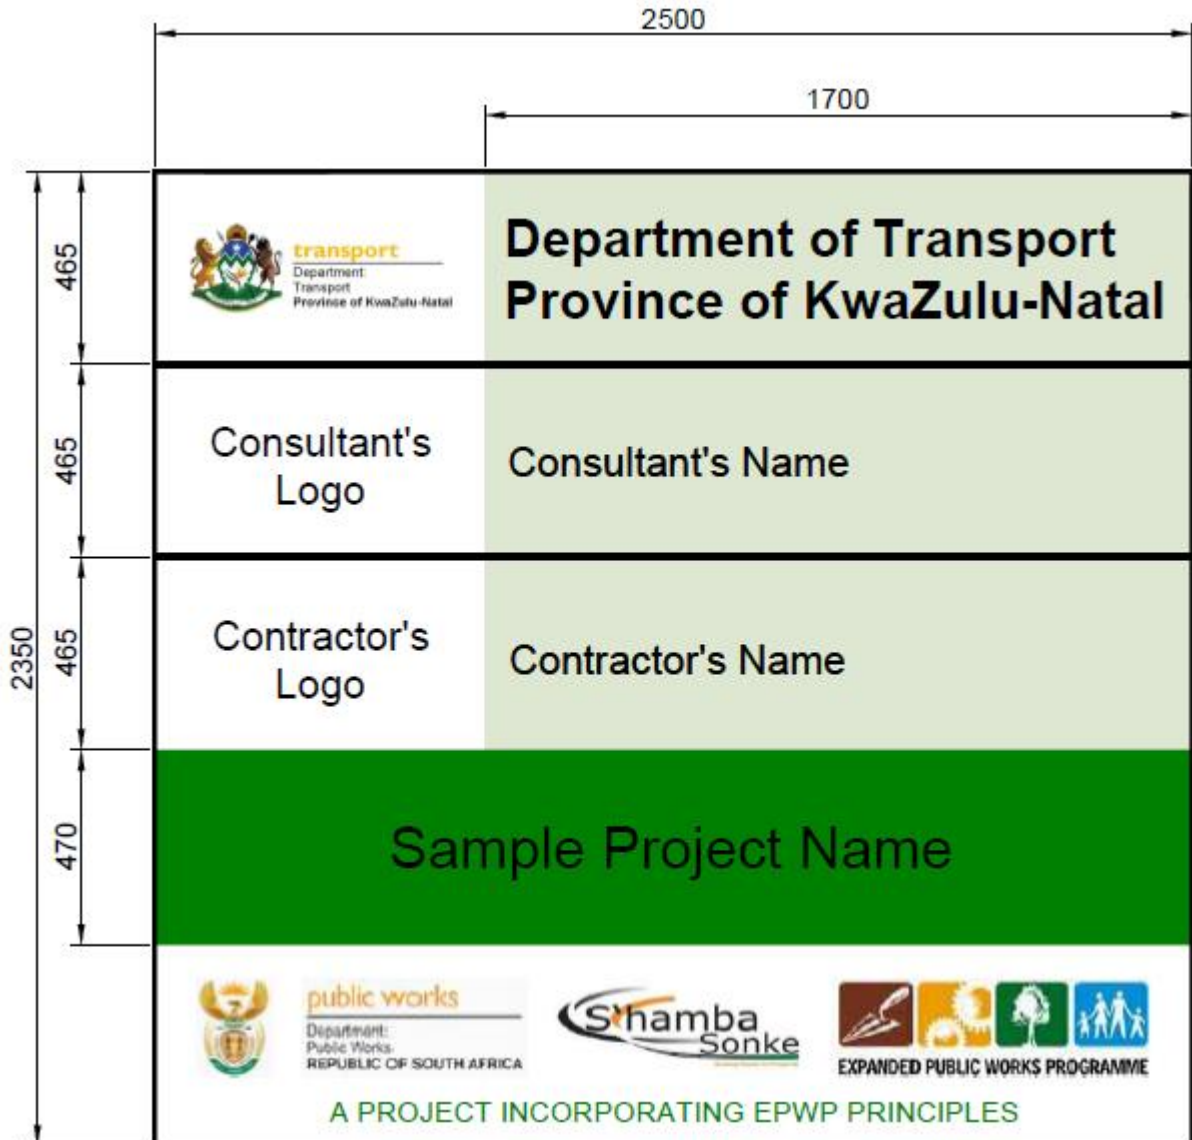 2500
1700
465
transport
Department
Transport
Province of KwaZulu-Natal
Department of Transport
Province of KwaZulu-Natal
465
Consultant's
Logo
Consultant's Name
2350
465
Contractor's
Logo
Contractor's Name
470
Sample Project Name
public works
Department:
Public Works
REPUBLIC OF SOUTH AFRICA
S'hamba
Sonke
EXPANDED PUBLIC WORKS PROGRAMME
A PROJECT INCORPORATING EPWP PRINCIPLES